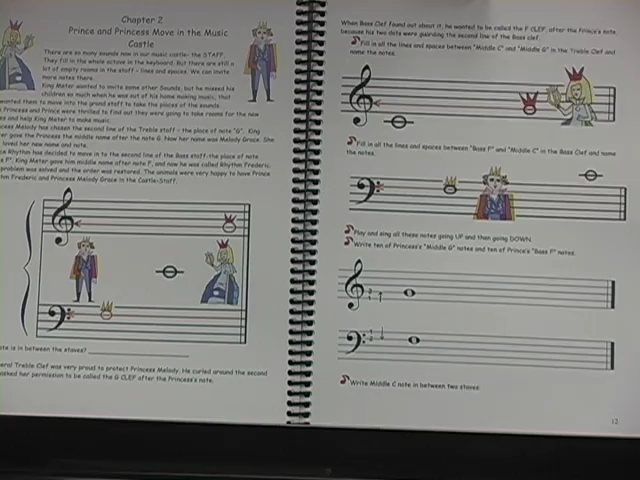 Chapter 2
Prince and Princess Move in the Music
Castle
There are so many sounds now in our music castle- the STAFF.
They fill in the whole octave in the keyboard. But there are still a
lot of empty rooms in the staff - lines and spaces. We can invite
more notes there.
King Meter wanted to invite some other Sounds, but he missed his
children so much when he was out of his home making music, that
wanted them to move into the grand staff to take the places of the sounds.
Princess and Prince were thrilled to find out they were going to take rooms for the new
and help King Meter to make music.
Melody has chosen the second line of the Treble staff - the place of note "G". King
gave the Princess the middle name after the note G. Now her name was Melody Grace. She
loved her new name and note.
Rhythm had decided to move in to the second line of the Bass staff-the place of note
F". King Meter gave him middle name after note F, and now he was called Rhythm Frederic.
problem was solved and the order was restored. The animals were very happy to have Prince
Frederic and Princess Melody Grace in the Castle-Staff.
is in between the staves?
Treble Clef was very proud to protect Princess Melody. He curled around the second
asked her permission to be called the G CLEF after the Princess's note.
When Bass Clef found out about it, he wanted to be called the F CLEF, after the Prince's note,
because his two dots were guarding the second line of the Bass clef.
Fill in all the lines and spaces between "Middle C" and "Middle G" in the Treble Clef and
name the notes.
Fill in all the lines and spaces between "Bass F" and "Middle C" in the Bass Clef and name
the notes.
Play and sing all these notes going UP and then going DOWN.
Write ten of Princess's "Middle G" notes and ten of Prince's "Bass F" notes.
Write Middle C note in between two staves.
12